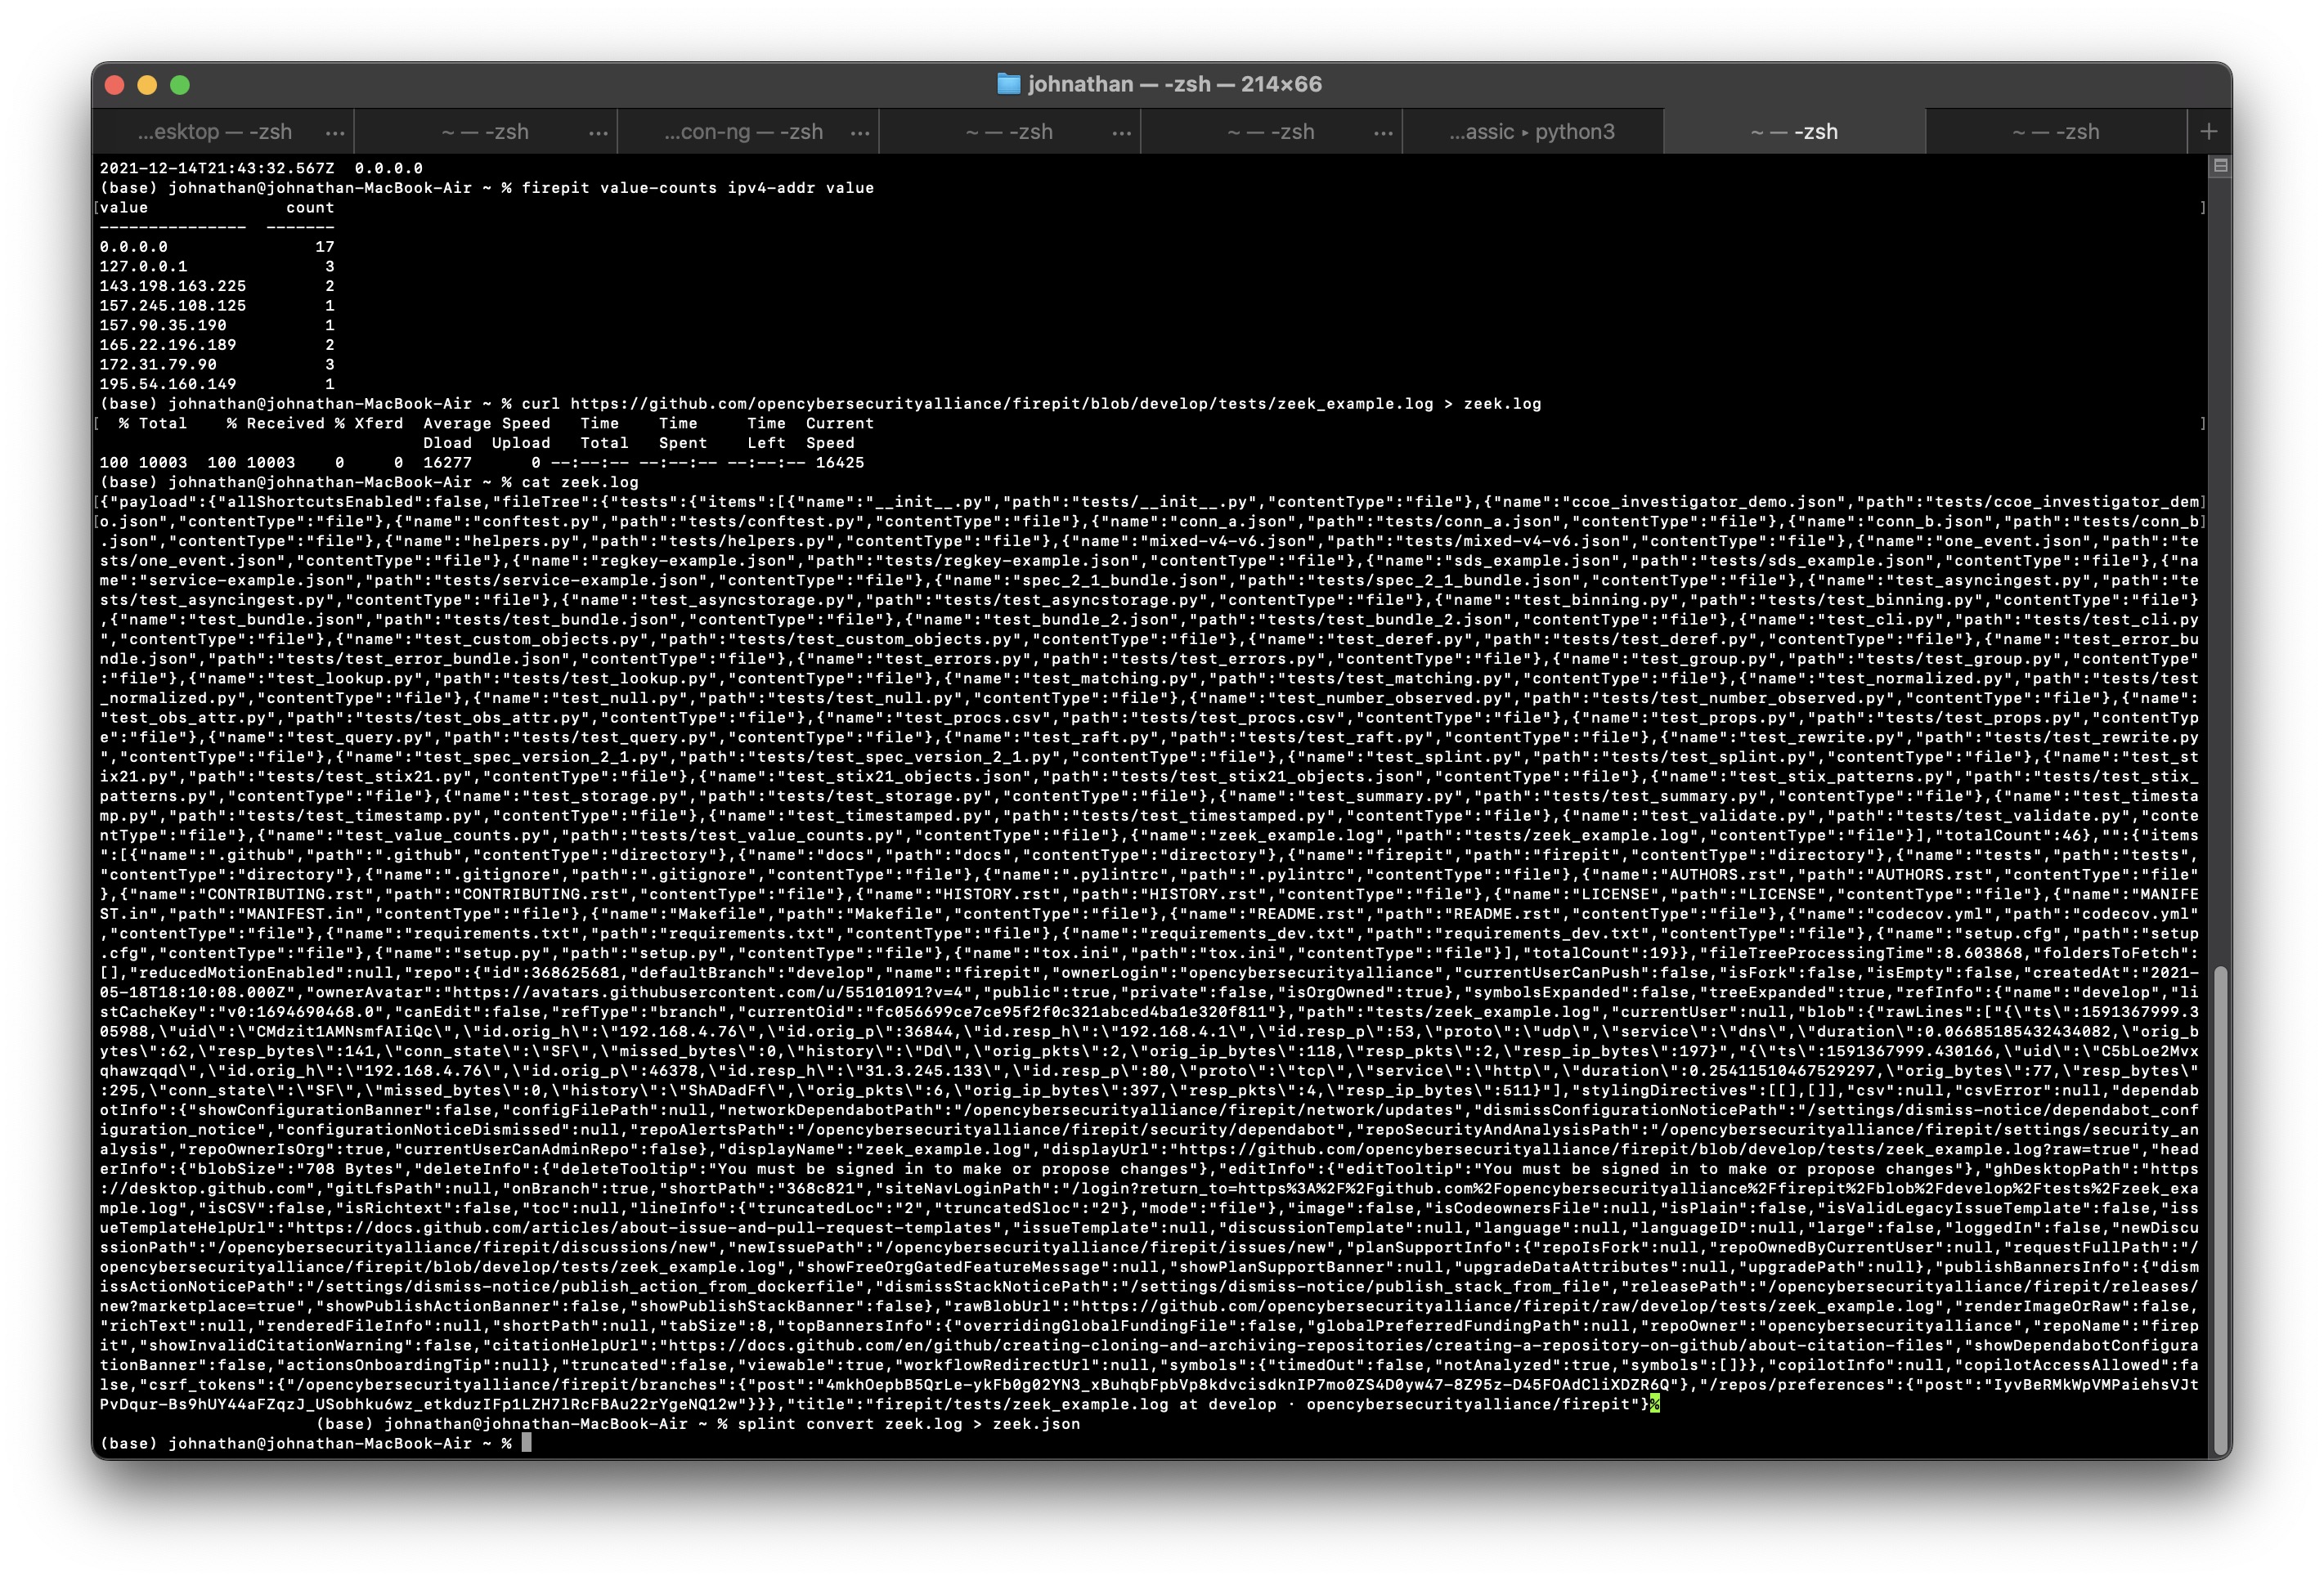 johnathan — -zsh — 214×66
...esktop — -zsh ... ~ — -zsh ... ...con-ng — -zsh ... ~ — -zsh ... ~ — -zsh ... ...assic ▸ python3 ~ — -zsh ~ — -zsh +
2021-12-14T21:43:32.567Z  0.0.0.0
(base) johnathan@johnathan-MacBook-Air ~ % firepit value-counts ipv4-addr value
[value              count                                                                                                                                                                                               ]
---------------  -------
0.0.0.0               17
127.0.0.1              3
143.198.163.225        2
157.245.108.125        1
157.90.35.190          1
165.22.196.189         2
172.31.79.90           3
195.54.160.149         1
(base) johnathan@johnathan-MacBook-Air ~ % curl https://github.com/opencybersecurityalliance/firepit/blob/develop/tests/zeek_example.log > zeek.log
[  % Total    % Received % Xferd  Average Speed   Time    Time     Time  Current ]
                                 Dload  Upload   Total   Spent    Left  Speed
100 10003  100 10003    0     0  16277      0 --:--:-- --:--:-- --:--:-- 16425
(base) johnathan@johnathan-MacBook-Air ~ % cat zeek.log
[{"payload":{"allShortcutsEnabled":false,"fileTree":{"tests":{"items":[{"name":"__init__.py","path":"tests/__init__.py","contentType":"file"},{"name":"ccoe_investigator_demo.json","path":"tests/ccoe_investigator_dem]
[o.json","contentType":"file"},{"name":"conftest.py","path":"tests/conftest.py","contentType":"file"},{"name":"conn_a.json","path":"tests/conn_a.json","contentType":"file"},{"name":"conn_b.json","path":"tests/conn_b]
.json","contentType":"file"},{"name":"helpers.py","path":"tests/helpers.py","contentType":"file"},{"name":"mixed-v4-v6.json","path":"tests/mixed-v4-v6.json","contentType":"file"},{"name":"one_event.json","path":"te
sts/one_event.json","contentType":"file"},{"name":"regkey-example.json","path":"tests/regkey-example.json","contentType":"file"},{"name":"sds_example.json","path":"tests/sds_example.json","contentType":"file"},{"na
me":"service-example.json","path":"tests/service-example.json","contentType":"file"},{"name":"spec_2_1_bundle.json","path":"tests/spec_2_1_bundle.json","contentType":"file"},{"name":"test_asyncingest.py","path":"te
sts/test_asyncingest.py","contentType":"file"},{"name":"test_asyncstorage.py","path":"tests/test_asyncstorage.py","contentType":"file"},{"name":"test_binning.py","path":"tests/test_binning.py","contentType":"file"}
,{"name":"test_bundle.json","path":"tests/test_bundle.json","contentType":"file"},{"name":"test_bundle_2.json","path":"tests/test_bundle_2.json","contentType":"file"},{"name":"test_cli.py","path":"tests/test_cli.py
","contentType":"file"},{"name":"test_custom_objects.py","path":"tests/test_custom_objects.py","contentType":"file"},{"name":"test_deref.py","path":"tests/test_deref.py","contentType":"file"},{"name":"test_error_bu
ndle.json","path":"tests/test_error_bundle.json","contentType":"file"},{"name":"test_errors.py","path":"tests/test_errors.py","contentType":"file"},{"name":"test_group.py","path":"tests/test_group.py","contentType"
:"file"},{"name":"test_lookup.py","path":"tests/test_lookup.py","contentType":"file"},{"name":"test_matching.py","path":"tests/test_matching.py","contentType":"file"},{"name":"test_normalized.py","path":"tests/test
_normalized.py","contentType":"file"},{"name":"test_null.py","path":"tests/test_null.py","contentType":"file"},{"name":"test_number_observed.py","path":"tests/test_number_observed.py","contentType":"file"},{"name":
"test_obs_attr.py","path":"tests/test_obs_attr.py","contentType":"file"},{"name":"test_procs.csv","path":"tests/test_procs.csv","contentType":"file"},{"name":"test_props.py","path":"tests/test_props.py","contentTyp
e":"file"},{"name":"test_query.py","path":"tests/test_query.py","contentType":"file"},{"name":"test_raft.py","path":"tests/test_raft.py","contentType":"file"},{"name":"test_rewrite.py","path":"tests/test_rewrite.py
","contentType":"file"},{"name":"test_spec_version_2_1.py","path":"tests/test_spec_version_2_1.py","contentType":"file"},{"name":"test_splint.py","path":"tests/test_splint.py","contentType":"file"},{"name":"test_st
ix21.py","path":"tests/test_stix21.py","contentType":"file"},{"name":"test_stix21_objects.json","path":"tests/test_stix21_objects.json","contentType":"file"},{"name":"test_stix_patterns.py","path":"tests/test_stix_
patterns.py","contentType":"file"},{"name":"test_storage.py","path":"tests/test_storage.py","contentType":"file"},{"name":"test_summary.py","path":"tests/test_summary.py","contentType":"file"},{"name":"test_timesta
mp.py","path":"tests/test_timestamp.py","contentType":"file"},{"name":"test_timestamped.py","path":"tests/test_timestamped.py","contentType":"file"},{"name":"test_validate.py","path":"tests/test_validate.py","conte
ntType":"file"},{"name":"test_value_counts.py","path":"tests/test_value_counts.py","contentType":"file"},{"name":"zeek_example.log","path":"tests/zeek_example.log","contentType":"file"}],"totalCount":46},"":{"items
":[{"name":".github","path":".github","contentType":"directory"},{"name":"docs","path":"docs","contentType":"directory"},{"name":"firepit","path":"firepit","contentType":"directory"},{"name":"tests","path":"tests",
"contentType":"directory"},{"name":".gitignore","path":".gitignore","contentType":"file"},{"name":".pylintrc","path":".pylintrc","contentType":"file"},{"name":"AUTHORS.rst","path":"AUTHORS.rst","contentType":"file"
},{"name":"CONTRIBUTING.rst","path":"CONTRIBUTING.rst","contentType":"file"},{"name":"HISTORY.rst","path":"HISTORY.rst","contentType":"file"},{"name":"LICENSE","path":"LICENSE","contentType":"file"},{"name":"MANIFE
ST.in","path":"MANIFEST.in","contentType":"file"},{"name":"Makefile","path":"Makefile","contentType":"file"},{"name":"README.rst","path":"README.rst","contentType":"file"},{"name":"codecov.yml","path":"codecov.yml"
,"contentType":"file"},{"name":"requirements.txt","path":"requirements.txt","contentType":"file"},{"name":"requirements_dev.txt","path":"requirements_dev.txt","contentType":"file"},{"name":"setup.cfg","path":"setup
.cfg","contentType":"file"},{"name":"setup.py","path":"setup.py","contentType":"file"},{"name":"tox.ini","path":"tox.ini","contentType":"file"}],"totalCount":19}},"fileTreeProcessingTime":8.603868,"foldersToFetch":
[],"reducedMotionEnabled":null,"repo":{"id":368625681,"defaultBranch":"develop","name":"firepit","ownerLogin":"opencybersecurityalliance","currentUserCanPush":false,"isFork":false,"isEmpty":false,"createdAt":"2021-
05-18T18:10:08.000Z","ownerAvatar":"https://avatars.githubusercontent.com/u/55101091?v=4","public":true,"private":false,"isOrgOwned":true},"symbolsExpanded":false,"treeExpanded":true,"refInfo":{"name":"develop","li
stCacheKey":"v0:1694690468.0","canEdit":false,"refType":"branch","currentOid":"fc056699ce7ce95f2f0c321abced4ba1e320f811"},"path":"tests/zeek_example.log","currentUser":null,"blob":{"rawLines":["{\"ts\":1591367999.3
05988,\"uid\":\"CMdzit1AMNsmfAIiQc\",\"id.orig_h\":\"192.168.4.76\",\"id.orig_p\":36844,\"id.resp_h\":\"192.168.4.1\",\"id.resp_p\":53,\"proto\":\"udp\",\"service\":\"dns\",\"duration\":0.06685185432434082,\"orig_b
ytes\":62,\"resp_bytes\":141,\"conn_state\":\"SF\",\"missed_bytes\":0,\"history\":\"Dd\",\"orig_pkts\":2,\"orig_ip_bytes\":118,\"resp_pkts\":2,\"resp_ip_bytes\":197}","{\"ts\":1591367999.430166,\"uid\":\"C5bLoe2Mvx
qhawzqqd\",\"id.orig_h\":\"192.168.4.76\",\"id.orig_p\":46378,\"id.resp_h\":\"31.3.245.133\",\"id.resp_p\":80,\"proto\":\"tcp\",\"service\":\"http\",\"duration\":0.25411510467529297,\"orig_bytes\":77,\"resp_bytes\"
:295,\"conn_state\":\"SF\",\"missed_bytes\":0,\"history\":\"ShADadFf\",\"orig_pkts\":6,\"orig_ip_bytes\":397,\"resp_pkts\":4,\"resp_ip_bytes\":511}"],"stylingDirectives":[[],[]],"csv":null,"csvError":null,"dependab
otInfo":{"showConfigurationBanner":false,"configFilePath":null,"networkDependabotPath":"/opencybersecurityalliance/firepit/network/updates","dismissConfigurationNoticePath":"/settings/dismiss-notice/dependabot_conf
iguration_notice","configurationNoticeDismissed":null,"repoAlertsPath":"/opencybersecurityalliance/firepit/security/dependabot","repoSecurityAndAnalysisPath":"/opencybersecurityalliance/firepit/settings/security_an
alysis","repoOwnerIsOrg":true,"currentUserCanAdminRepo":false},"displayName":"zeek_example.log","displayUrl":"https://github.com/opencybersecurityalliance/firepit/blob/develop/tests/zeek_example.log?raw=true","head
erInfo":{"blobSize":"708 Bytes","deleteInfo":{"deleteTooltip":"You must be signed in to make or propose changes"},"editInfo":{"editTooltip":"You must be signed in to make or propose changes"},"ghDesktopPath":"https
://desktop.github.com","gitLfsPath":null,"onBranch":true,"shortPath":"368c821","siteNavLoginPath":"/login?return_to=https%3A%2F%2Fgithub.com%2Fopencybersecurityalliance%2Ffirepit%2Fblob%2Fdevelop%2Ftests%2Fzeek_exa
mple.log","isCSV":false,"isRichtext":false,"toc":null,"lineInfo":{"truncatedLoc":"2","truncatedSloc":"2"},"mode":"file"},"image":false,"isCodeownersFile":null,"isPlain":false,"isValidLegacyIssueTemplate":false,"iss
ueTemplateHelpUrl":"https://docs.github.com/articles/about-issue-and-pull-request-templates","issueTemplate":null,"discussionTemplate":null,"language":null,"languageID":null,"large":false,"loggedIn":false,"newDiscu
ssionPath":"/opencybersecurityalliance/firepit/discussions/new","newIssuePath":"/opencybersecurityalliance/firepit/issues/new","planSupportInfo":{"repoIsFork":null,"repoOwnedByCurrentUser":null,"requestFullPath":"/
opencybersecurityalliance/firepit/blob/develop/tests/zeek_example.log","showFreeOrgGatedFeatureMessage":null,"showPlanSupportBanner":null,"upgradeDataAttributes":null,"upgradePath":null},"publishBannersInfo":{"dism
issActionNoticePath":"/settings/dismiss-notice/publish_action_from_dockerfile","dismissStackNoticePath":"/settings/dismiss-notice/publish_stack_from_file","releasePath":"/opencybersecurityalliance/firepit/releases/
new?marketplace=true","showPublishActionBanner":false,"showPublishStackBanner":false},"rawBlobUrl":"https://github.com/opencybersecurityalliance/firepit/raw/develop/tests/zeek_example.log","renderImageOrRaw":false,
"richText":null,"renderedFileInfo":null,"shortPath":null,"tabSize":8,"topBannersInfo":{"overridingGlobalFundingFile":false,"globalPreferredFundingPath":null,"repoOwner":"opencybersecurityalliance","repoName":"firep
it","showInvalidCitationWarning":false,"citationHelpUrl":"https://docs.github.com/en/github/creating-cloning-and-archiving-repositories/creating-a-repository-on-github/about-citation-files","showDependabotConfigura
tionBanner":false,"actionsOnboardingTip":null},"truncated":false,"viewable":true,"workflowRedirectUrl":null,"symbols":{"timedOut":false,"notAnalyzed":true,"symbols":[]}},"copilotInfo":null,"copilotAccessAllowed":fa
lse,"csrf_tokens":{"/opencybersecurityalliance/firepit/branches":{"post":"4mkhOepbB5QrLe-ykFb0g02YN3_xBuhqbFpbVp8kdvcisdknIP7mo0ZS4D0yw47-8Z95z-D45FOAdCliXDZR6Q"},"/repos/preferences":{"post":"IyvBeRMkWpVMPaiehsVJt
PvDqur-Bs9hUY44aFZqzJ_USobhku6wz_etkduzIFp1LZH7lRcFBAu22rYgeNQ12w"}}},"title":"firepit/tests/zeek_example.log at develop · opencybersecurityalliance/firepit"}%
(base) johnathan@johnathan-MacBook-Air ~ % splint convert zeek.log > zeek.json
(base) johnathan@johnathan-MacBook-Air ~ %